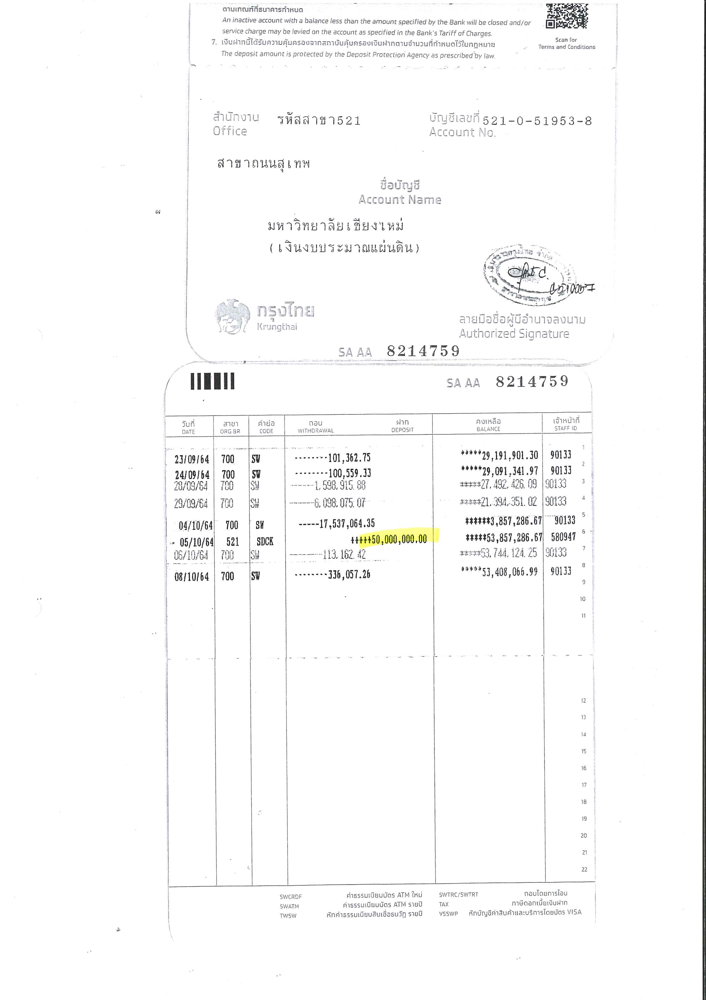 ตามเกณฑ์ที่ธนาคารกำหนด
An inactive account with a balance less than the amount specified by the Bank will be closed and/or
service charge may be levied on the account as specified in the Bank's Tariff of Charges.
7. เงินฝากนี้ได้รับความคุ้มครองจากสถาบันคุ้มครองเงินฝากตามจำนวนที่กำหนดไว้ในกฎหมาย
The deposit amount is protected by the Deposit Protection Agency as prescribed by law.
Scan for
Terms and Conditions
สำนักงาน รหัสสาขา521 บัญชีเลขที่ 521-0-51953-8
Office Account No.
สาขาถนนสุเทพ
ชื่อบัญชี
Account Name
มหาวิทยาลัยเชียงใหม่
(เงินงบประมาณแผ่นดิน)
กรุงไทย
Krungthai
ลายมือชื่อผู้มีอำนาจลงนาม
Authorized Signature
SA AA 8214759
SA AA 8214759
วันที่ สาขา คำย่อ ถอน ฝาก คงเหลือ เจ้าหน้าที่
DATE ORG.BR CODE WITHDRAWAL DEPOSIT BALANCE STAFF ID
23/09/64 700 SW --------101,362.75 *****29,191,901.30 90133 1
24/09/64 700 SW --------100,559.33 *****29,091,341.97 90133 2
28/09/64 700 SW ------1,598,915.88 *****27,492,426.09 90133 3
29/09/64 700 SW ------6,098,075.07 *****21,394,351.02 90133 4
04/10/64 700 SW -----17,537,064.35 ******3,857,286.67 90133 5
05/10/64 521 SDCK +++++50,000,000.00 *****53,857,286.67 580947 6
06/10/64 700 SW --------113,162.42 *****53,744,124.25 90133 7
08/10/64 700 SW --------336,057.26 *****53,408,066.99 90133 8
9
10
11
12
13
14
15
16
17
18
19
20
21
22
SWCRDF ค่าธรรมเนียมบัตร ATM ใหม่ SWTRC/SWTRT ถอนโดยการโอน
SWATM ค่าธรรมเนียมบัตร ATM รายปี TAX ภาษีดอกเบี้ยเงินฝาก
TWSW หักค่าธรรมเนียมสินเชื่อธนวัฏ รายปี VSSWP หักบัญชีค่าสินค้าและบริการโดยบัตร VISA